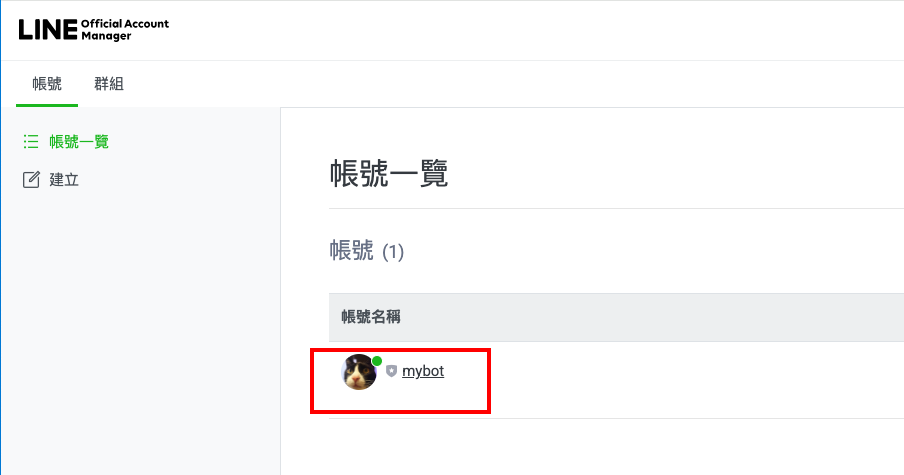 LINE Official Account
Manager
帳號 群組
帳號一覽
建立
帳號一覽
帳號 (1)
帳號名稱
mybot